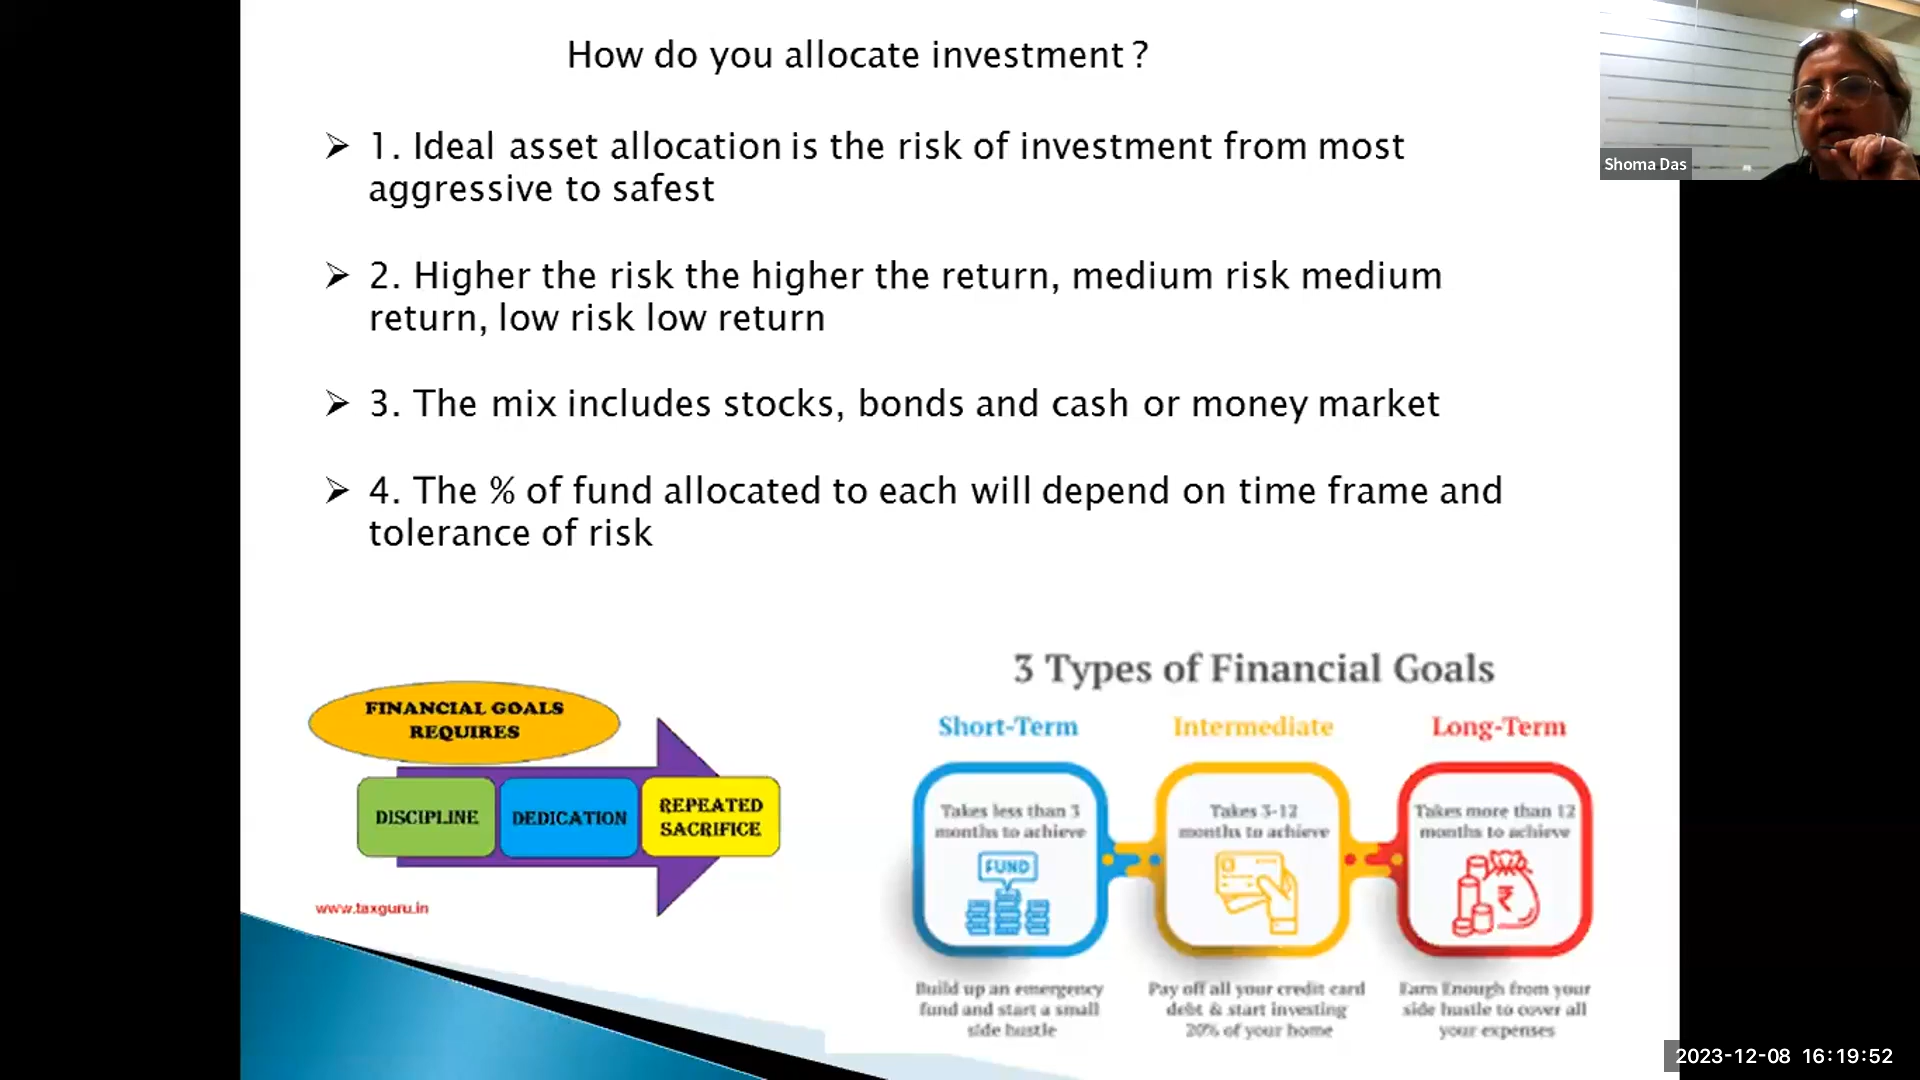 How do you allocate investment ?
➢ 1. Ideal asset allocation is the risk of investment from most
aggressive to safest
➢ 2. Higher the risk the higher the return, medium risk medium
return, low risk low return
➢ 3. The mix includes stocks, bonds and cash or money market
➢ 4. The % of fund allocated to each will depend on time frame and
tolerance of risk
FINANCIAL GOALS
REQUIRES
DISCIPLINE
DEDICATION
REPEATED
SACRIFICE
www.taxguru.in
3 Types of Financial Goals
Short-Term
Takes less than 3
months to achieve
FUND
Build up an emergency
fund and start a small
side hustle
Intermediate
Takes 3-12
months to achieve
Pay off all your credit card
debt & start investing
20% of your home
Long-Term
Takes more than 12
months to achieve
₹
Earn Enough from your
side hustle to cover all
your expenses
Shoma Das
2023-12-08 16:19:52